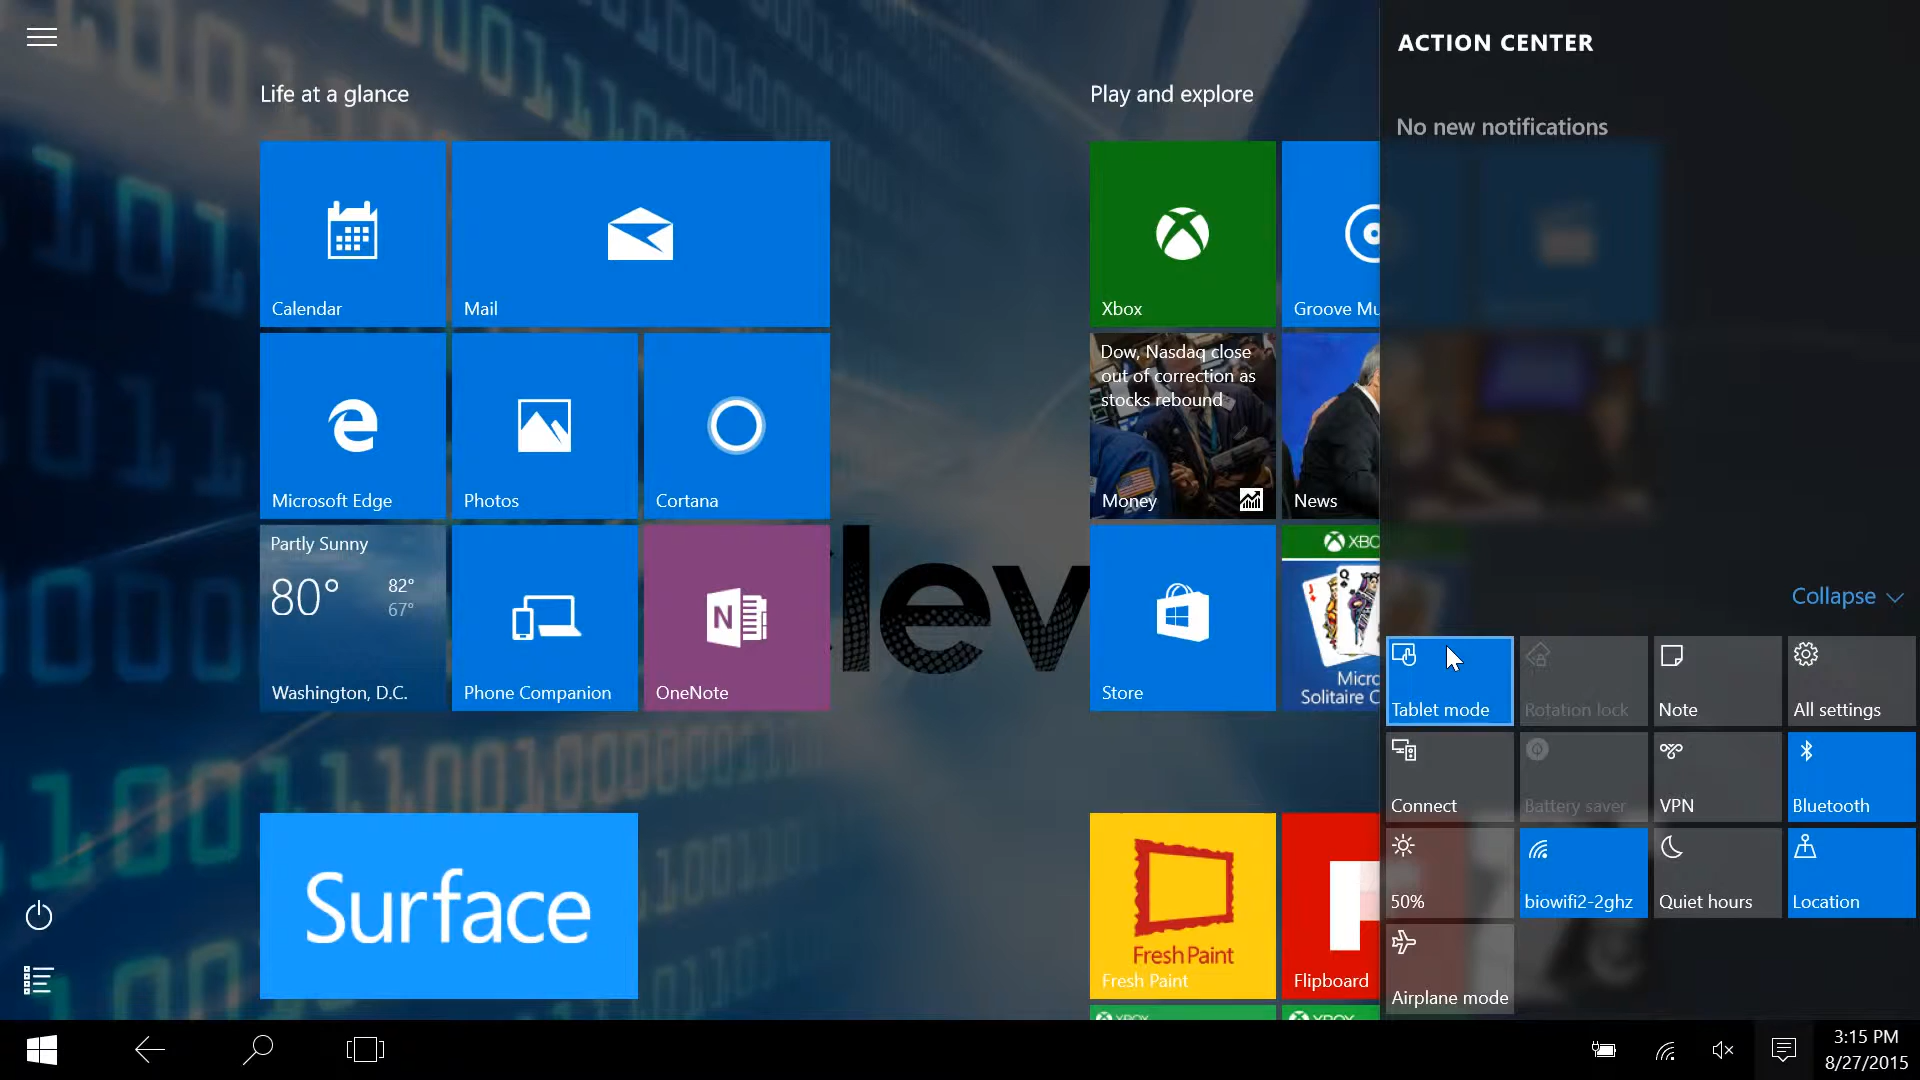 ACTION CENTER
Life at a glance
Play and explore
No new notifications
Calendar
Mail
Xbox
Groove Mu
Dow, Nasdaq close
out of correction as
stocks rebound
Microsoft Edge
Photos
Cortana
Money
News
Partly Sunny
80° 82°
67°
Washington, D.C.
Phone Companion
N
OneNote
lev
Store
XBO
J
Q
Micro
Solitaire C
Collapse
Tablet mode
Rotation lock
Note
All settings
Connect
Battery saver
VPN
Bluetooth
50%
biowifi2-2ghz
Quiet hours
Location
Airplane mode
Surface
Fresh Paint
Fresh Paint
Flipboard
XBOX
XBOX
3:15 PM
8/27/2015